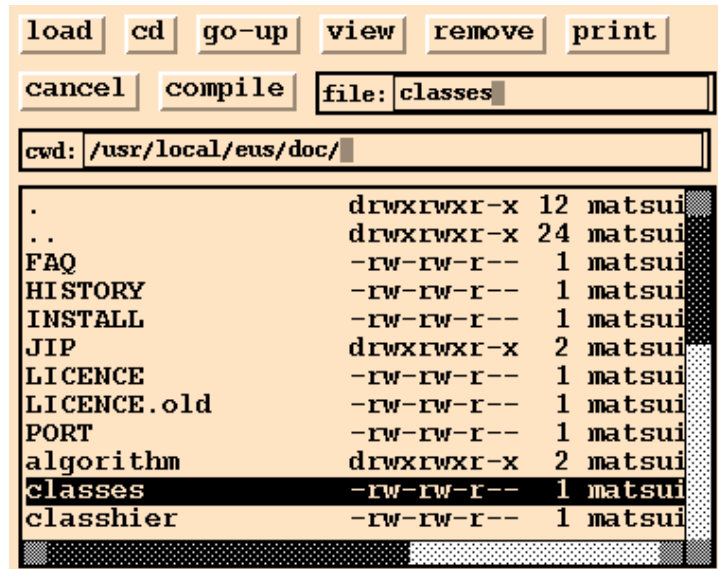 load cd go-up view remove print
cancel compile file: classes
cwd: /usr/local/eus/doc/
. drwxrwxr-x 12 matsui
.. drwxrwxr-x 24 matsui
FAQ -rw-rw-r-- 1 matsui
HISTORY -rw-rw-r-- 1 matsui
INSTALL -rw-rw-r-- 1 matsui
JIP drwxrwxr-x 2 matsui
LICENCE -rw-rw-r-- 1 matsui
LICENCE.old -rw-rw-r-- 1 matsui
PORT -rw-rw-r-- 1 matsui
algorithm drwxrwxr-x 2 matsui
classes -rw-rw-r-- 1 matsui
classhier -rw-rw-r-- 1 matsui